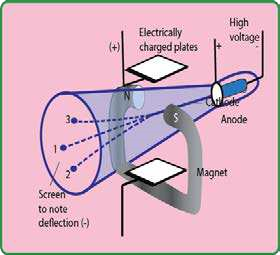 Electrically
charged plates
High
voltage
(+)
+
-
N
Cathode
Anode
S
3
1
2
Magnet
Screen
to note
deflection (-)